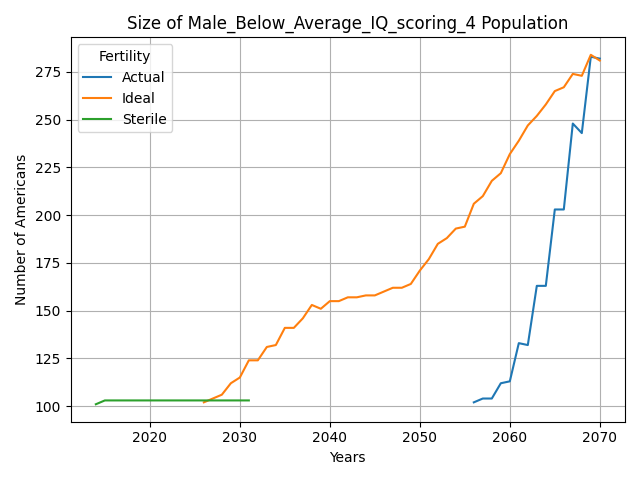 Size of Male_Below_Average_IQ_scoring_4 Population
Fertility
Actual
Ideal
Sterile
Number of Americans
275
250
225
200
175
150
125
100
2020 2030 2040 2050 2060 2070
Years